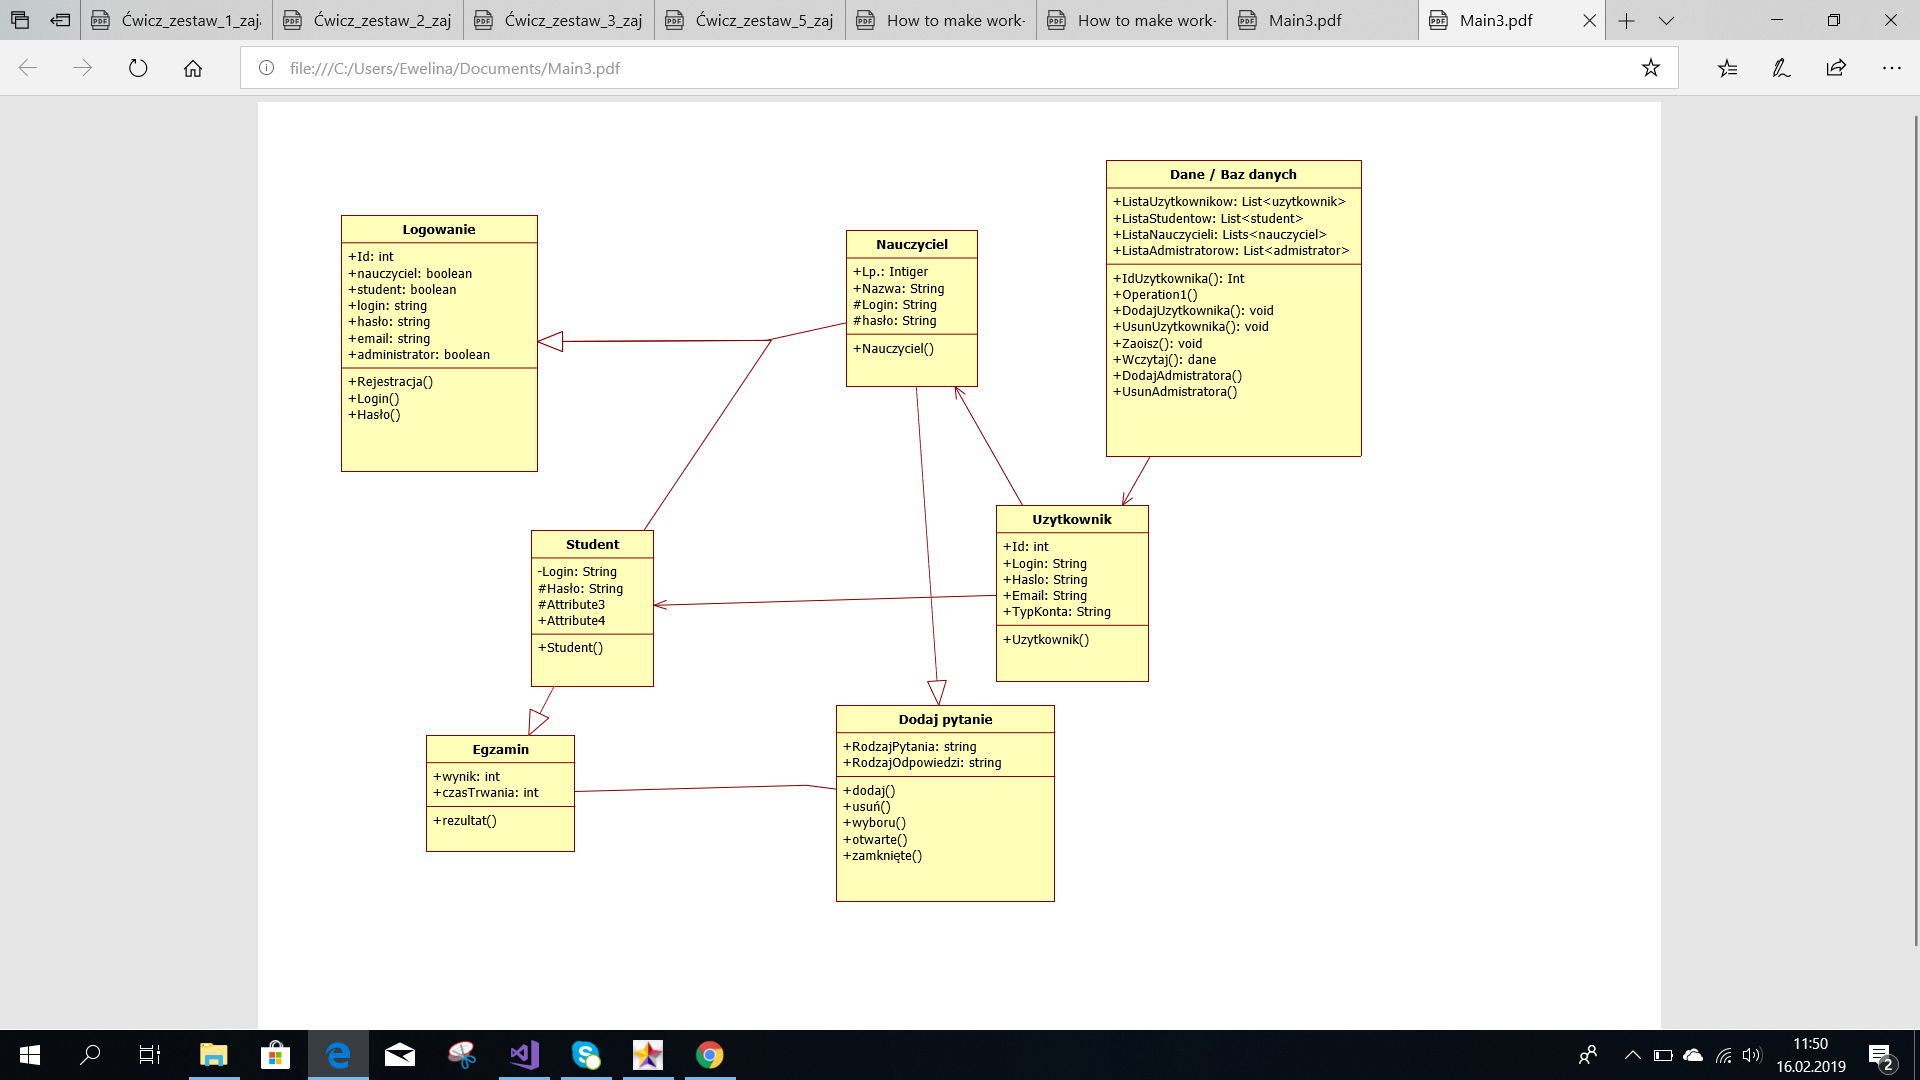 Ćwicz_zestaw_1_zaj
Ćwicz_zestaw_2_zaj
Ćwicz_zestaw_3_zaj
Ćwicz_zestaw_5_zaj
How to make work-
How to make work-
Main3.pdf
Main3.pdf
file:///C:/Users/Ewelina/Documents/Main3.pdf
Logowanie
+Id: int
+nauczyciel: boolean
+student: boolean
+login: string
+hasło: string
+email: string
+administrator: boolean
+Rejestracja()
+Login()
+Hasło()
Nauczyciel
+Lp.: Intiger
+Nazwa: String
#Login: String
#hasło: String
+Nauczyciel()
Dane / Baz danych
+ListaUzytkownikow: List<uzytkownik>
+ListaStudentow: List<student>
+ListaNauczycieli: Lists<nauczyciel>
+ListaAdmistratorow: List<admistrator>
+IdUzytkownika(): Int
+Operation1()
+DodajUzytkownika(): void
+UsunUzytkownika(): void
+Zaoisz(): void
+Wczytaj(): dane
+DodajAdmistratora()
+UsunAdmistratora()
Student
-Login: String
#Hasło: String
#Attribute3
+Attribute4
+Student()
Uzytkownik
+Id: int
+Login: String
+Haslo: String
+Email: String
+TypKonta: String
+Uzytkownik()
Egzamin
+wynik: int
+czasTrwania: int
+rezultat()
Dodaj pytanie
+RodzajPytania: string
+RodzajOdpowiedzi: string
+dodaj()
+usuń()
+wyboru()
+otwarte()
+zamknięte()
11:50
16.02.2019
2